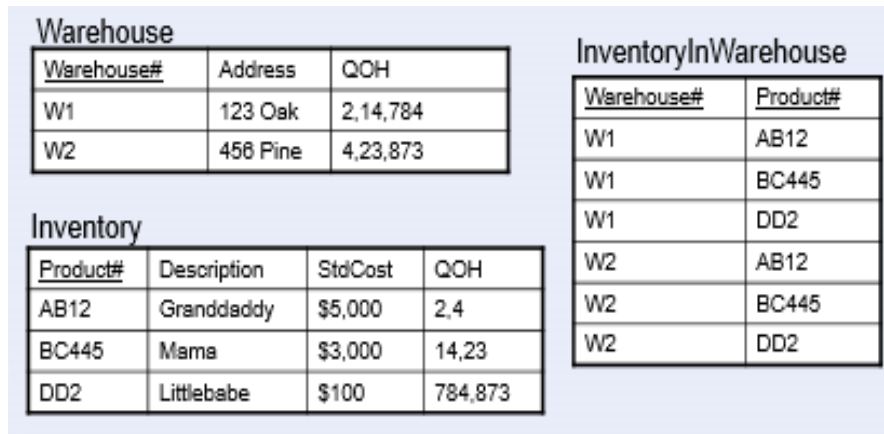 Warehouse
Warehouse# Address QOH
W1 123 Oak 2,14,784
W2 456 Pine 4,23,873
Inventory
Product# Description StdCost QOH
AB12 Granddaddy $5,000 2,4
BC445 Mama $3,000 14,23
DD2 Littlebabe $100 784,873
InventoryInWarehouse
Warehouse# Product#
W1 AB12
W1 BC445
W1 DD2
W2 AB12
W2 BC445
W2 DD2